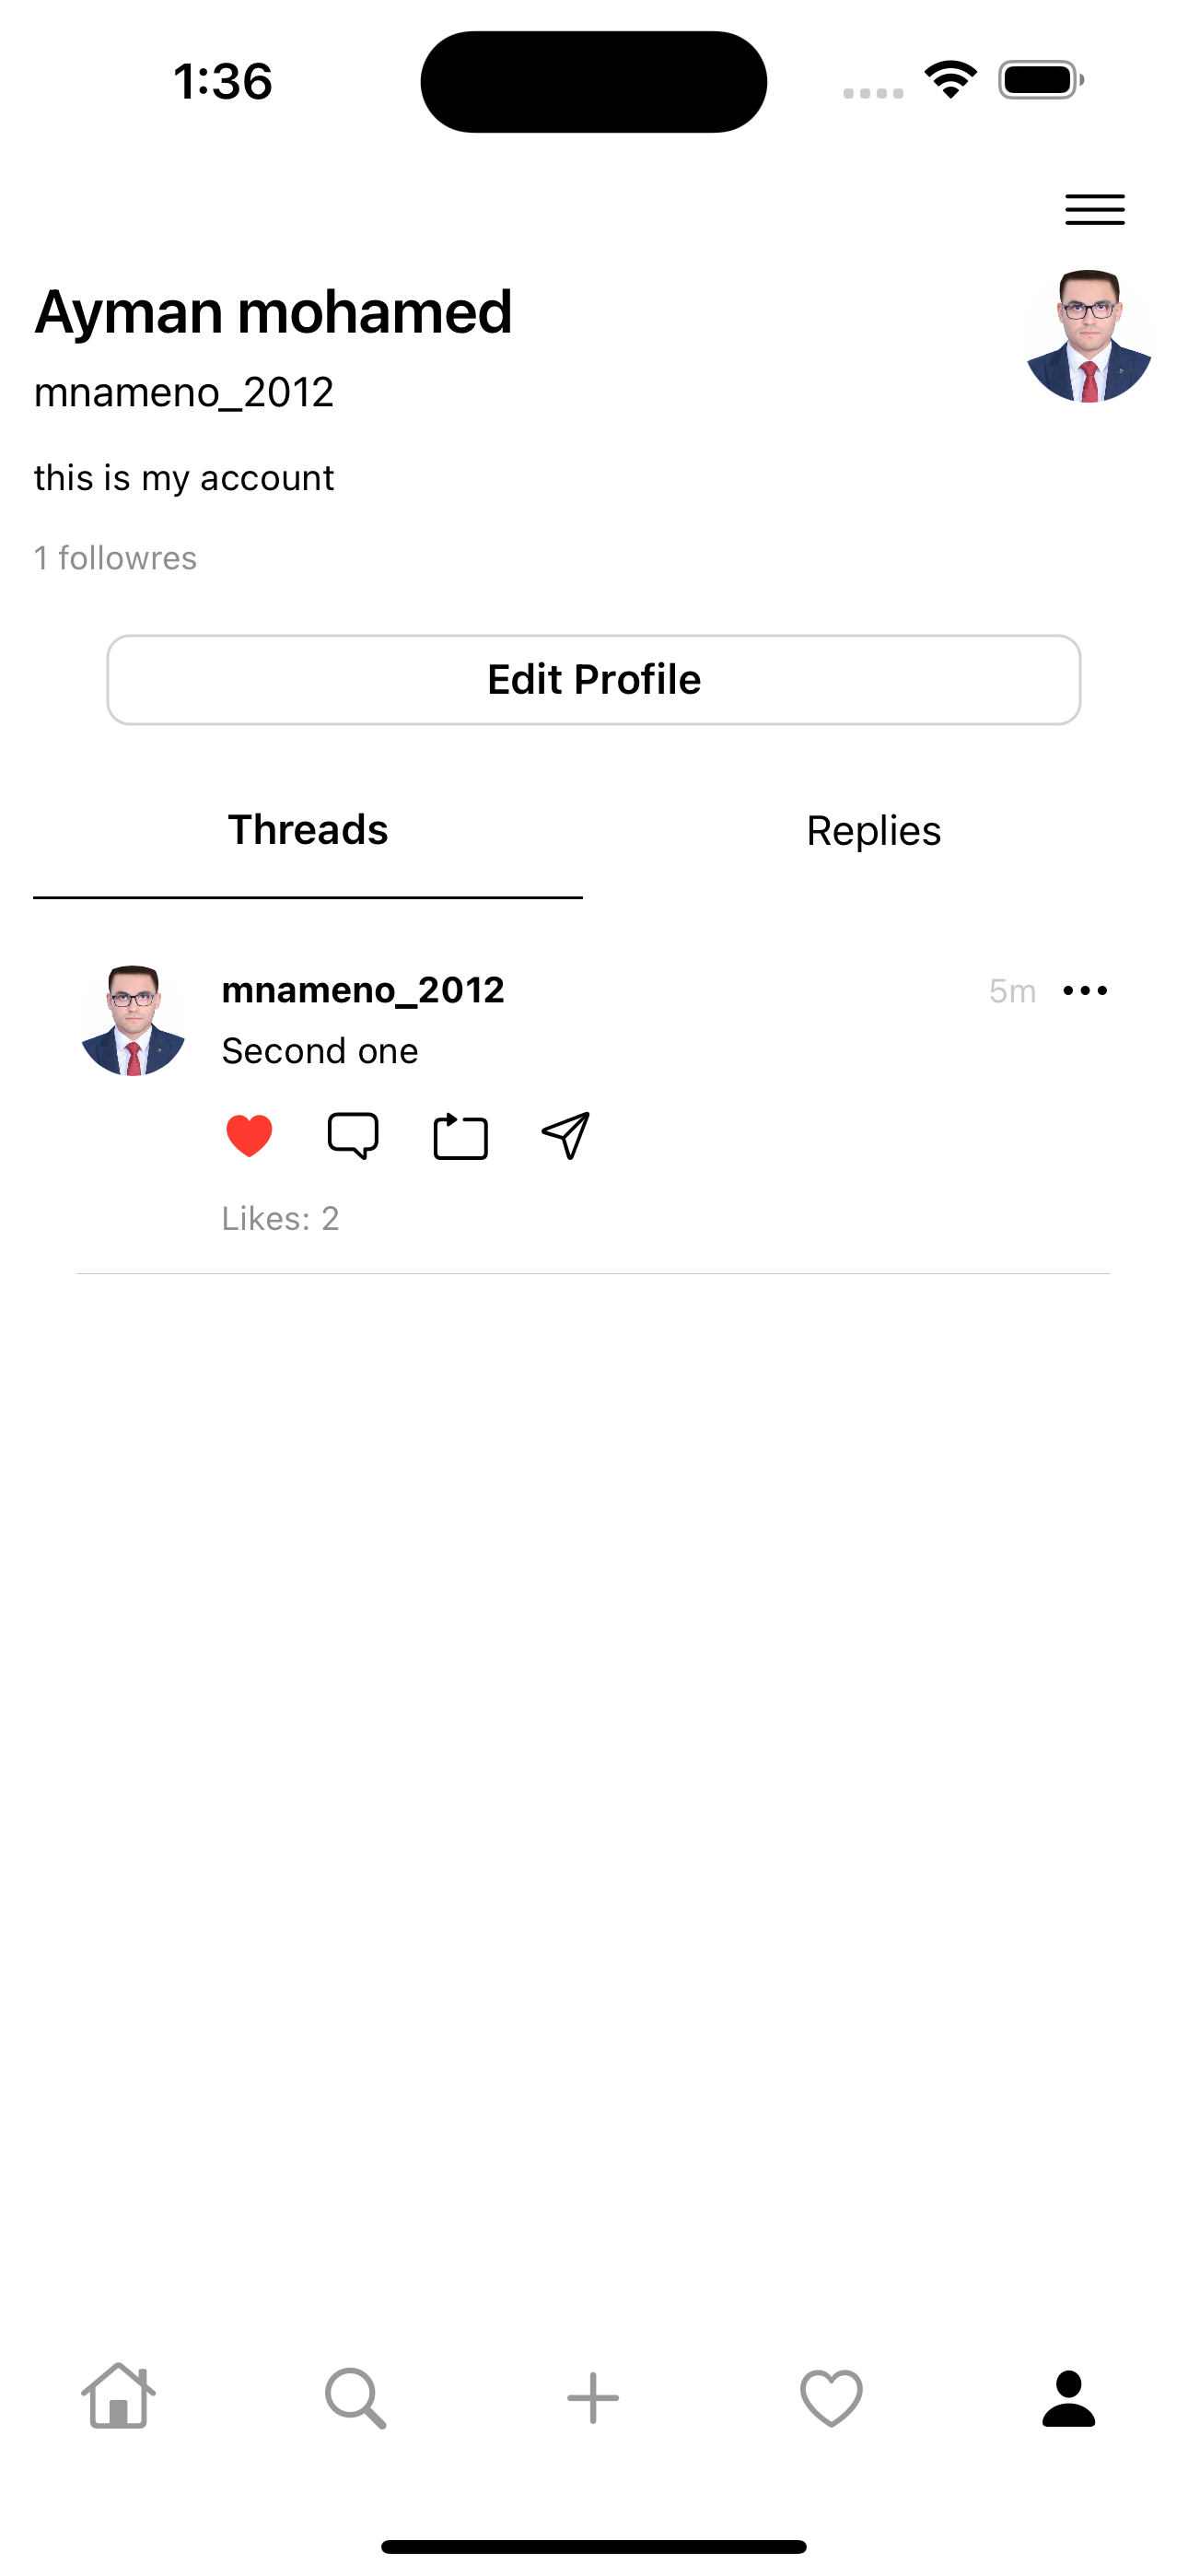 1:36
Ayman mohamed
mnameno_2012
this is my account
1 followres
Edit Profile
Threads Replies
mnameno_2012 5m
Second one
Likes: 2